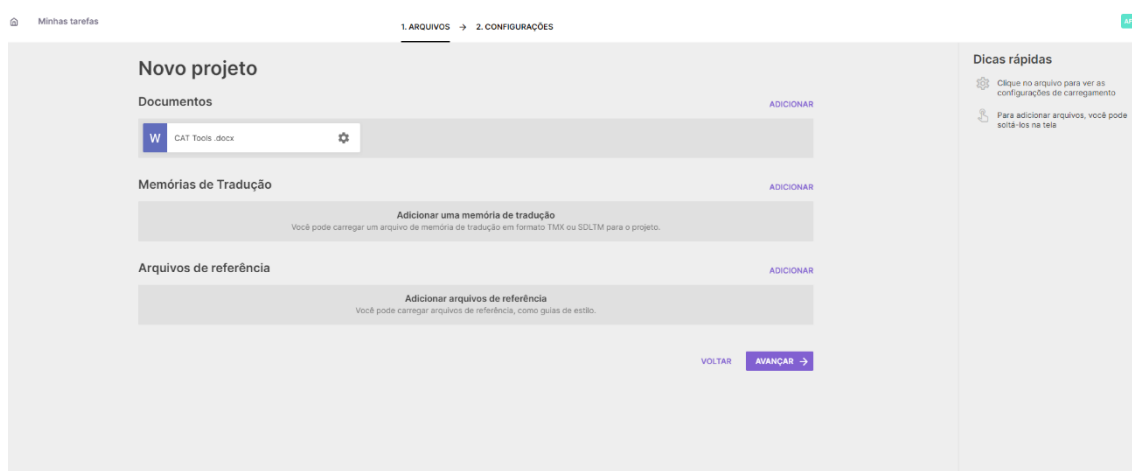 Minhas tarefas
1. ARQUIVOS → 2. CONFIGURAÇÕES
AF
Novo projeto
Documentos
ADICIONAR
W CAT Tools .docx
Memórias de Tradução
ADICIONAR
Adicionar uma memória de tradução
Você pode carregar um arquivo de memória de tradução em formato TMX ou SDLTM para o projeto.
Arquivos de referência
ADICIONAR
Adicionar arquivos de referência
Você pode carregar arquivos de referência, como guias de estilo.
VOLTAR
AVANÇAR →
Dicas rápidas
Clique no arquivo para ver as
configurações de carregamento
Para adicionar arquivos, você pode
soltá-los na tela